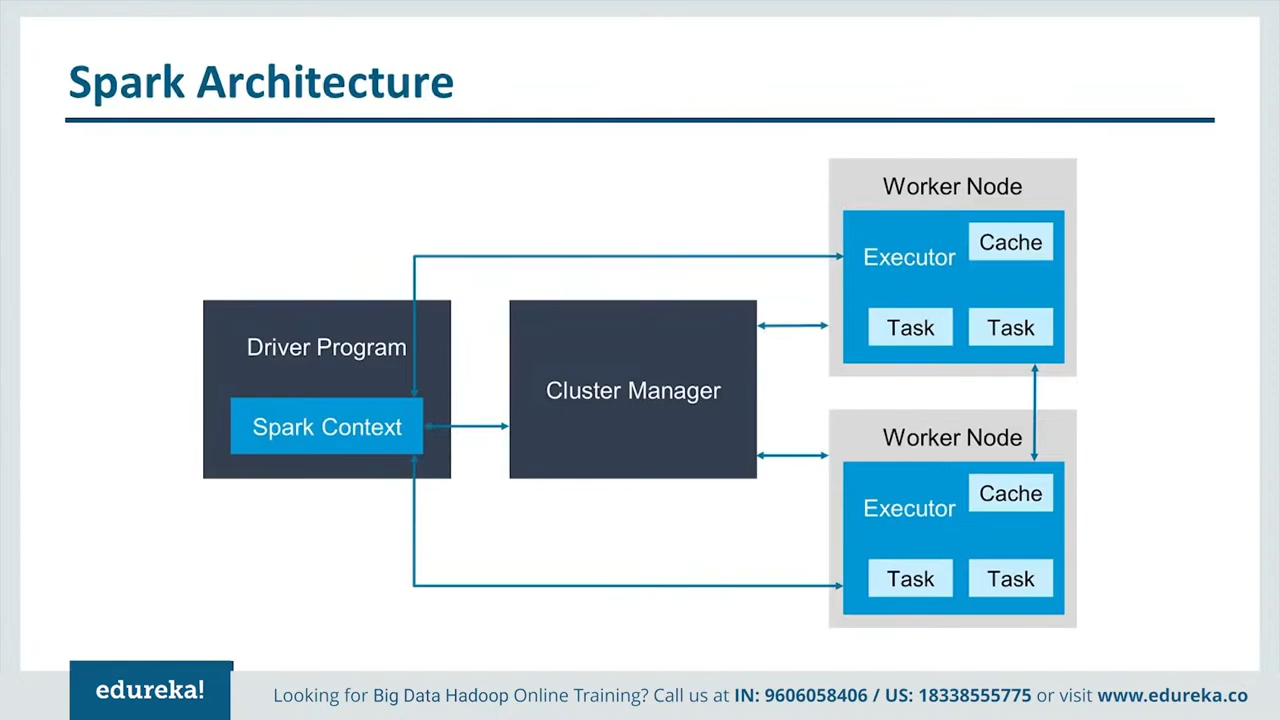 Spark Architecture
Driver Program
Spark Context
Cluster Manager
Worker Node
Executor
Cache
Task
Task
Worker Node
Executor
Cache
Task
Task
edureka!
Looking for Big Data Hadoop Online Training? Call us at IN: 9606058406 / US: 18338555775 or visit www.edureka.co